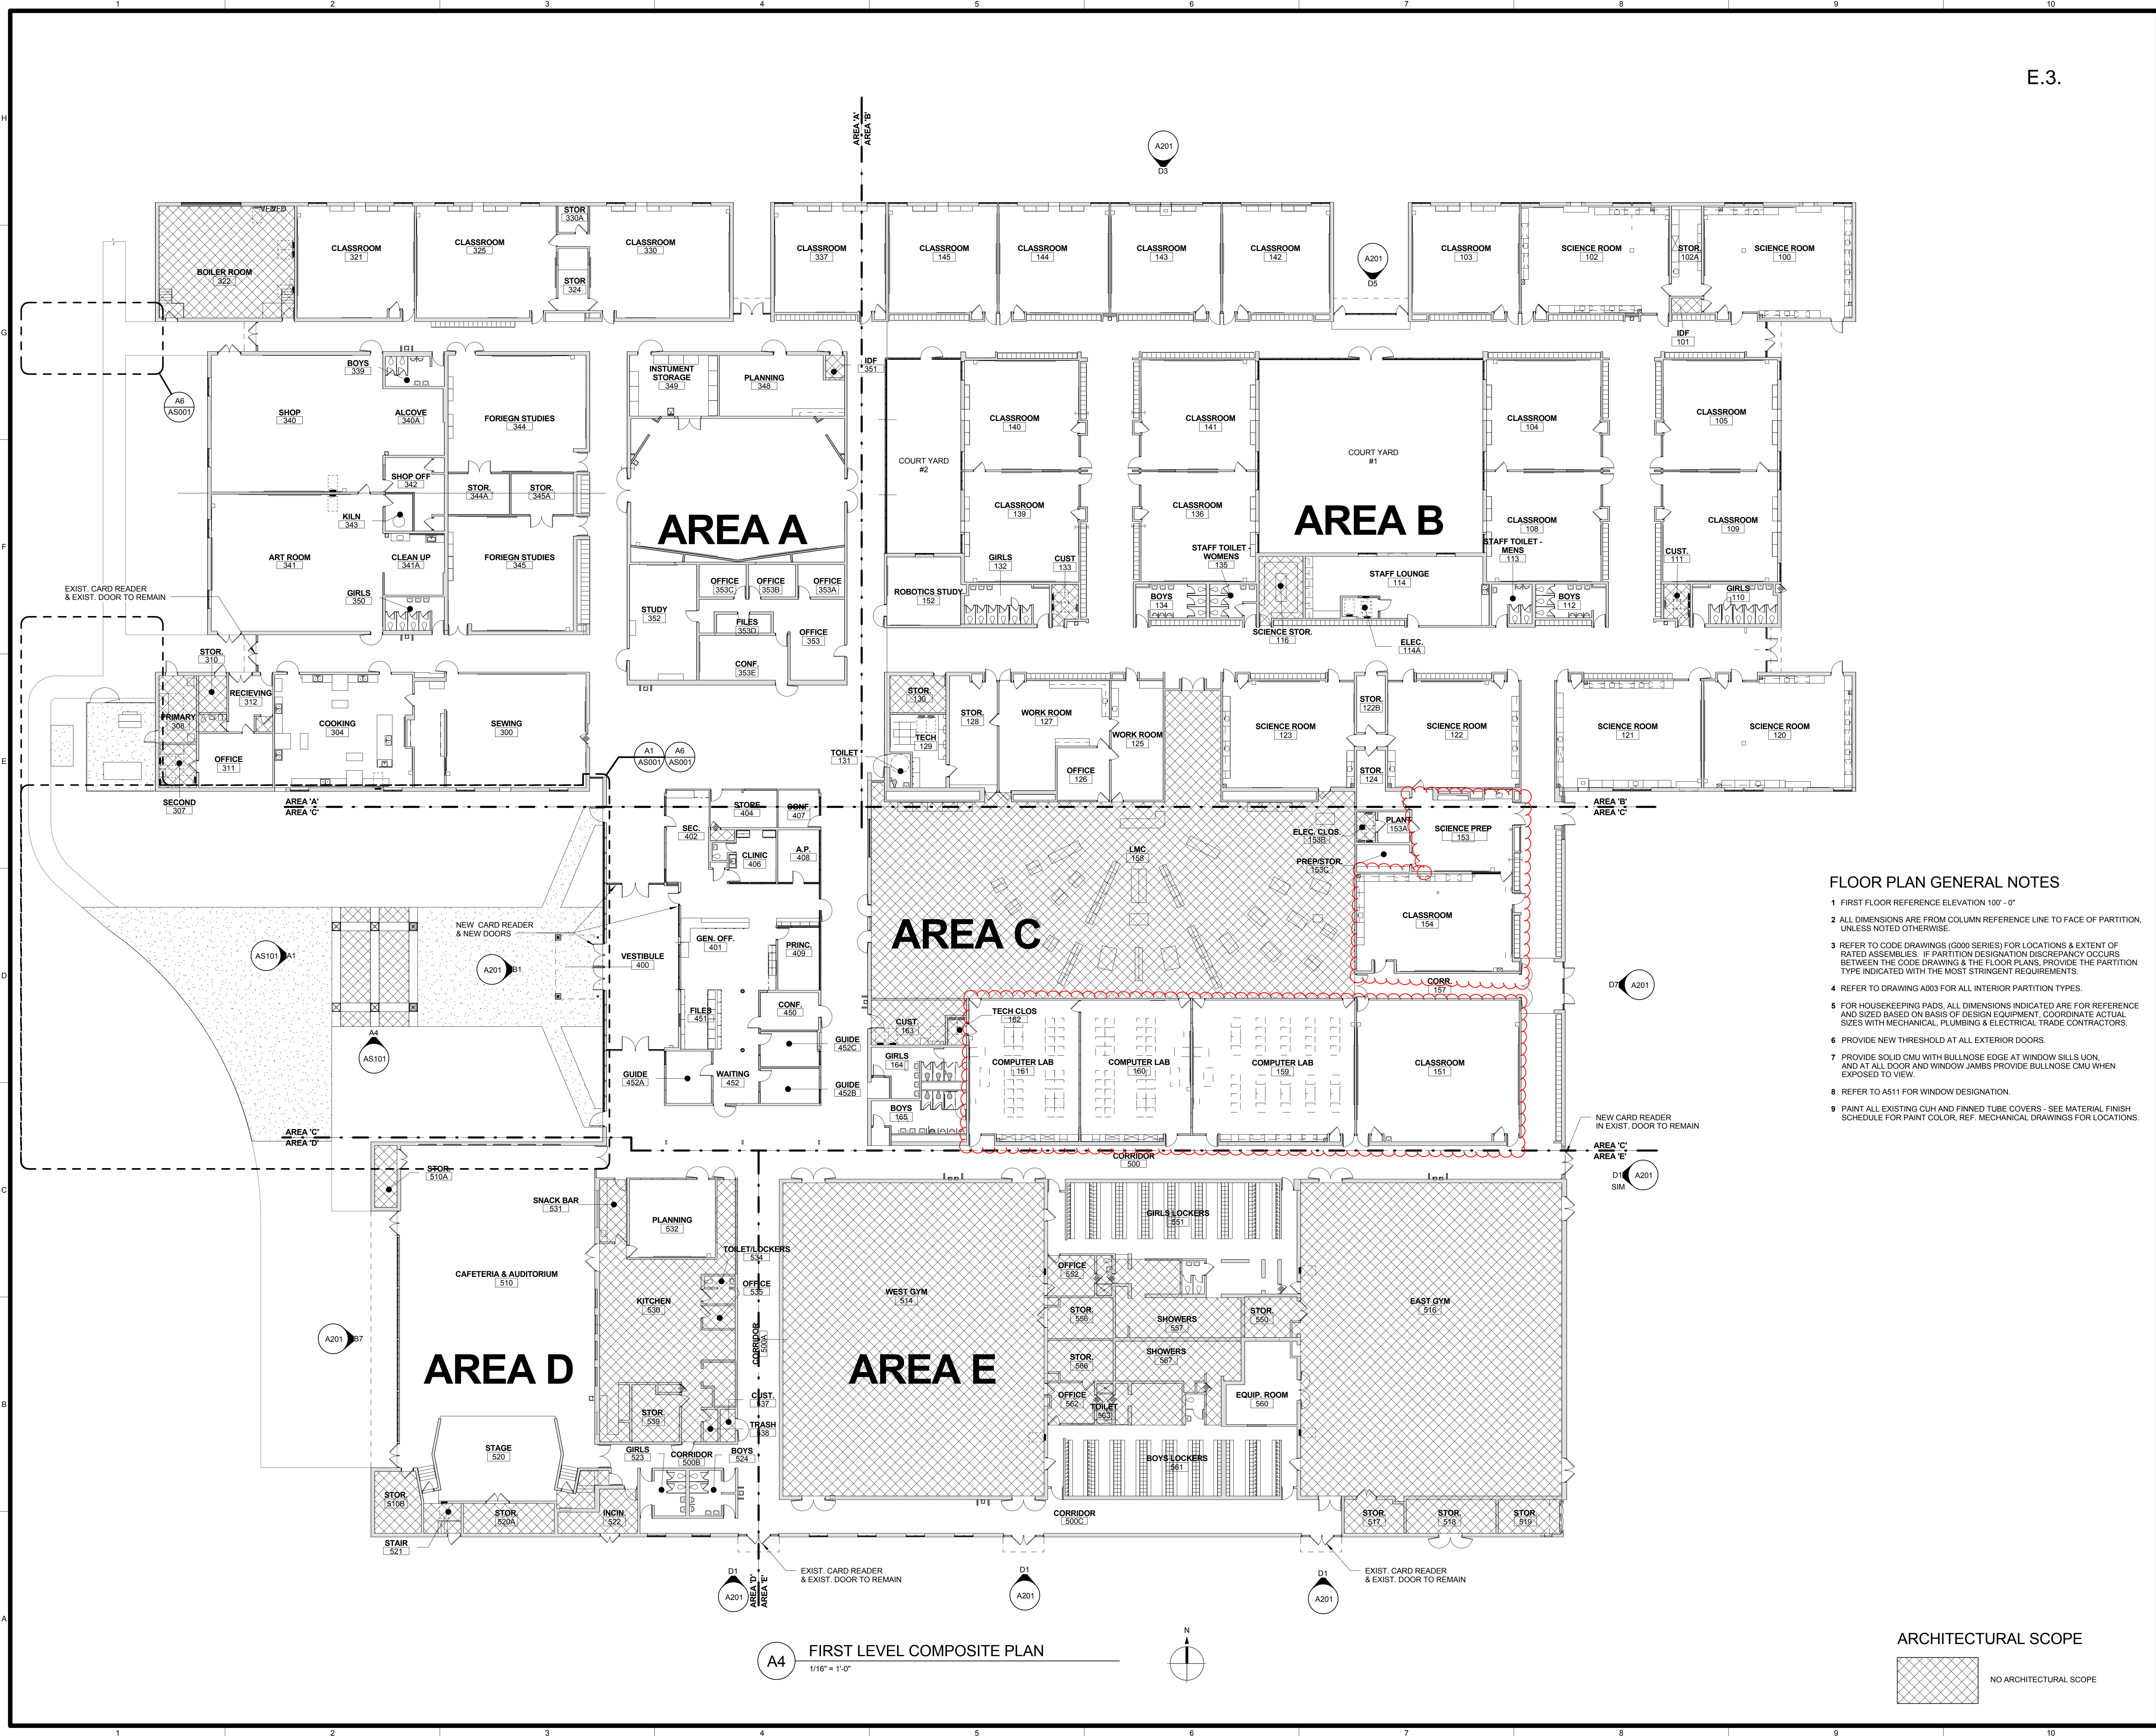 1 2 3 4 5 6 7 8 9 10
E.3.
H
G
F
E
D
C
B
A
AREA 'A'
AREA 'B'
A201
D3
BOILER ROOM
322
CLASSROOM
321
CLASSROOM
325
STOR
330A
STOR
324
CLASSROOM
330
CLASSROOM
337
CLASSROOM
145
CLASSROOM
144
CLASSROOM
143
CLASSROOM
142
A201
D5
CLASSROOM
103
SCIENCE ROOM
102
STOR.
102A
SCIENCE ROOM
100
IDF
101
A6
AS001
BOYS
339
SHOP
340
ALCOVE
340A
FORIEGN STUDIES
344
INSTUMENT
STORAGE
349
PLANNING
348
IDF
351
SHOP OFF
342
STOR.
344A
STOR.
345A
KILN
343
ART ROOM
341
CLEAN UP
341A
FORIEGN STUDIES
345
GIRLS
350
AREA A
COURT YARD
#2
CLASSROOM
140
CLASSROOM
141
COURT YARD
#1
CLASSROOM
104
CLASSROOM
105
CLASSROOM
139
CLASSROOM
136
AREA B
CLASSROOM
108
CLASSROOM
109
EXIST. CARD READER
& EXIST. DOOR TO REMAIN
STUDY
352
OFFICE
353C
OFFICE
353B
OFFICE
353A
FILES
353D
OFFICE
353
CONF.
353E
ROBOTICS STUDY
152
GIRLS
132
CUST
133
STAFF TOILET -
WOMENS
135
BOYS
134
SCIENCE STOR.
116
STAFF LOUNGE
114
ELEC.
114A
STAFF TOILET -
MENS
113
BOYS
112
CUST.
111
GIRLS
110
STOR.
310
RECIEVING
312
PRIMARY
308
OFFICE
311
SECOND
307
COOKING
304
SEWING
300
A1
AS001
A6
AS001
STOR.
130
TECH
129
TOILET
131
STOR.
128
WORK ROOM
127
WORK ROOM
125
OFFICE
126
SCIENCE ROOM
123
STOR.
122B
STOR.
124
SCIENCE ROOM
122
SCIENCE ROOM
121
SCIENCE ROOM
120
AREA 'A'
AREA 'C'
AREA 'B'
AREA 'C'
STORE
404
CONF.
407
SEC.
402
CLINIC
406
A.P.
408
NEW CARD READER
& NEW DOORS
VESTIBULE
400
GEN. OFF.
401
PRINC.
409
FILES
451
CONF.
450
GUIDE
452C
GUIDE
452A
WAITING
452
GUIDE
452B
AS101
A1
A201
B1
A4
AS101
AREA C
LMC
158
ELEC. CLOS.
153B
PLANT
153A
SCIENCE PREP
153
PREP/STOR.
153C
CLASSROOM
154
CORR.
157
CUST.
163
TECH CLOS
162
GIRLS
164
BOYS
165
COMPUTER LAB
161
COMPUTER LAB
160
COMPUTER LAB
159
CLASSROOM
151
D7
A201
NEW CARD READER
IN EXIST. DOOR TO REMAIN
AREA 'C'
AREA 'D'
AREA 'C'
AREA 'E'
D1
SIM
A201
CORRIDOR
500
STOR.
510A
SNACK BAR
531
PLANNING
532
TOILET/LOCKERS
534
OFFICE
535
CAFETERIA & AUDITORIUM
510
KITCHEN
530
CORRIDOR
500A
A201
B7
AREA D
CUST.
537
TRASH
538
STOR.
539
STAGE
520
GIRLS
523
CORRIDOR
500B
BOYS
524
STOR.
510B
STOR.
520A
INCIN.
522
STAIR
521
WEST GYM
514
AREA E
GIRLS LOCKERS
551
OFFICE
552
STOR.
556
SHOWERS
557
STOR.
550
STOR.
566
SHOWERS
567
OFFICE
562
TOILET
563
EQUIP. ROOM
560
BOYS LOCKERS
561
EAST GYM
516
CORRIDOR
500C
STOR.
517
STOR.
518
STOR.
519
D1
A201
AREA 'D'
AREA 'E'
EXIST. CARD READER
& EXIST. DOOR TO REMAIN
D1
A201
D1
A201
EXIST. CARD READER
& EXIST. DOOR TO REMAIN
A4
FIRST LEVEL COMPOSITE PLAN
1/16" = 1'-0"
N
FLOOR PLAN GENERAL NOTES
1 FIRST FLOOR REFERENCE ELEVATION 100' - 0"
2 ALL DIMENSIONS ARE FROM COLUMN REFERENCE LINE TO FACE OF PARTITION,
UNLESS NOTED OTHERWISE.
3 REFER TO CODE DRAWINGS (G000 SERIES) FOR LOCATIONS & EXTENT OF
RATED ASSEMBLIES. IF PARTITION DESIGNATION DISCREPANCY OCCURS
BETWEEN THE CODE DRAWING & THE FLOOR PLANS, PROVIDE THE PARTITION
TYPE INDICATED WITH THE MOST STRINGENT REQUIREMENTS.
4 REFER TO DRAWING A003 FOR ALL INTERIOR PARTITION TYPES.
5 FOR HOUSEKEEPING PADS, ALL DIMENSIONS INDICATED ARE FOR REFERENCE
AND SIZED BASED ON BASIS OF DESIGN EQUIPMENT, COORDINATE ACTUAL
SIZES WITH MECHANICAL, PLUMBING & ELECTRICAL TRADE CONTRACTORS.
6 PROVIDE NEW THRESHOLD AT ALL EXTERIOR DOORS.
7 PROVIDE SOLID CMU WITH BULLNOSE EDGE AT WINDOW SILLS UON,
AND AT ALL DOOR AND WINDOW JAMBS PROVIDE BULLNOSE CMU WHEN
EXPOSED TO VIEW.
8 REFER TO A511 FOR WINDOW DESIGNATION.
9 PAINT ALL EXISTING CUH AND FINNED TUBE COVERS - SEE MATERIAL FINISH
SCHEDULE FOR PAINT COLOR, REF. MECHANICAL DRAWINGS FOR LOCATIONS.
ARCHITECTURAL SCOPE
NO ARCHITECTURAL SCOPE
1 2 3 4 5 6 7 8 9 10